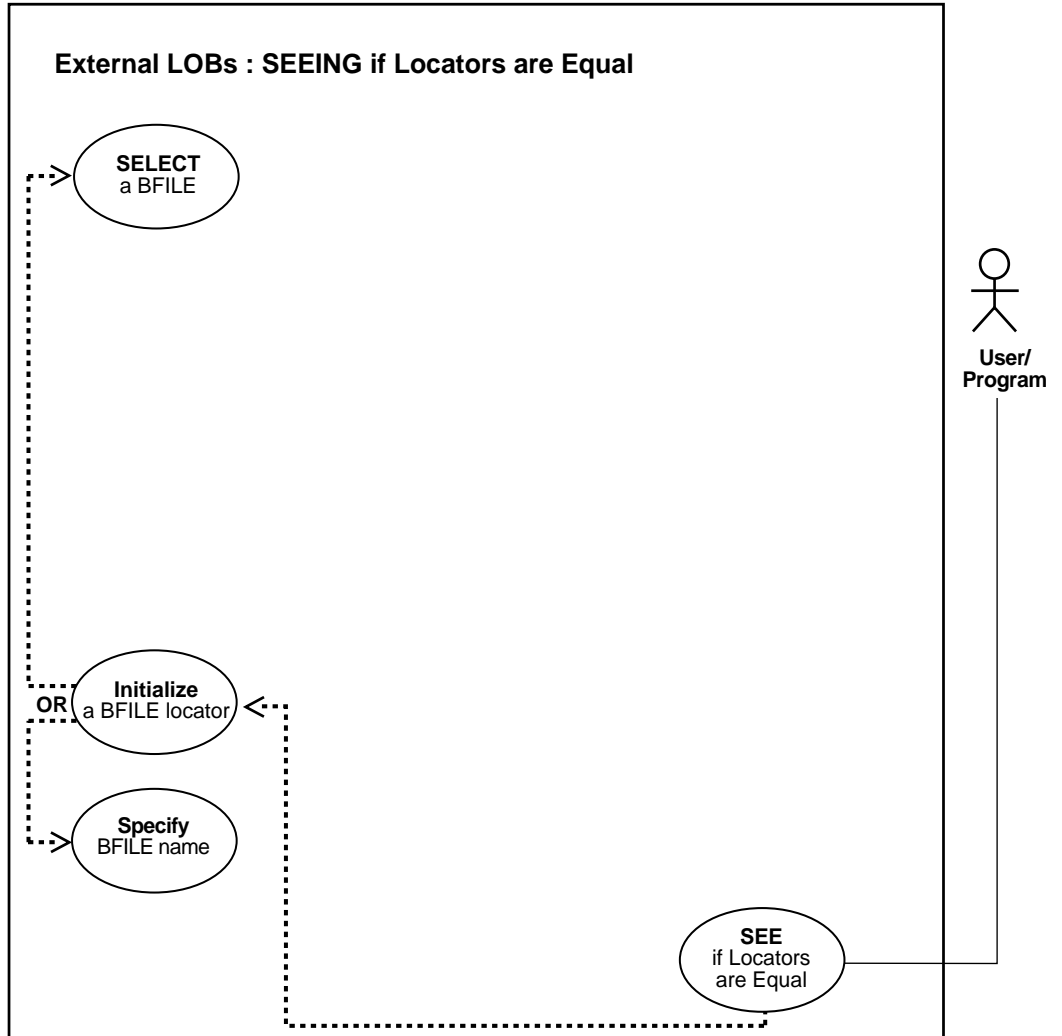 External LOBs : SEEING if Locators are Equal
SELECT
a BFILE
User/
Program
Initialize
OR
a BFILE locator
Specify
BFILE name
SEE
if Locators
are Equal